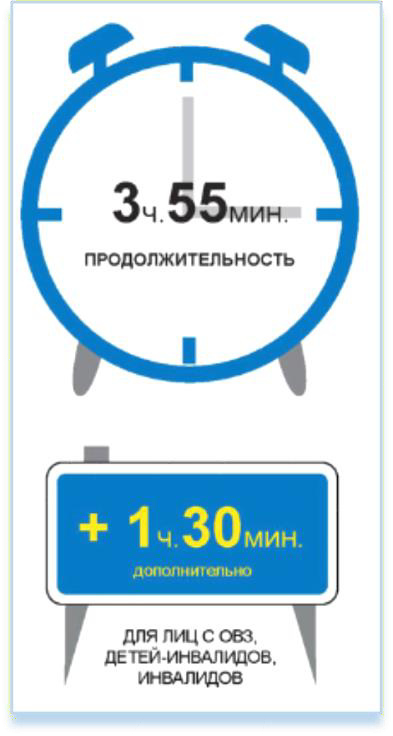 3ч.55мин.
ПРОДОЛЖИТЕЛЬНОСТЬ
+ 1ч.30мин.
дополнительно
ДЛЯ ЛИЦ С ОВЗ,
ДЕТЕЙ-ИНВАЛИДОВ,
ИНВАЛИДОВ